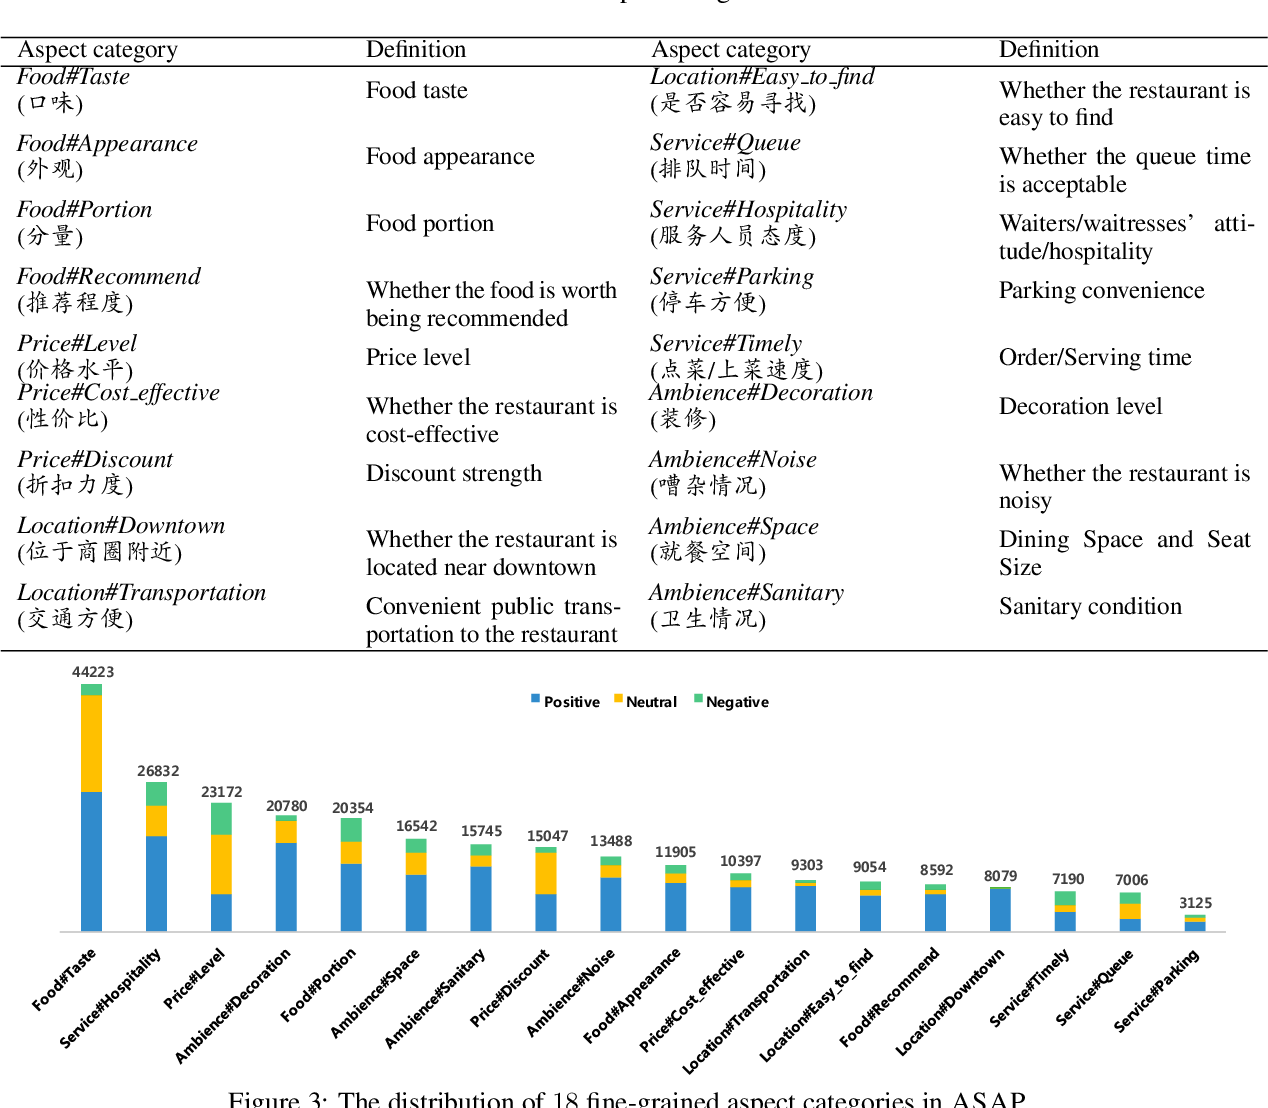 Aspect category Definition Aspect category Definition
Food#Taste Location#Easy_to_find
(口味) Food taste (是否容易寻找) Whether the restaurant is
easy to find
Food#Appearance Service#Queue
(外观) Food appearance (排队时间) Whether the queue time
is acceptable
Food#Portion Service#Hospitality
(分量) Food portion (服务人员态度) Waiters/waitresses' atti-
tude/hospitality
Food#Recommend Service#Parking
(推荐程度) Whether the food is worth (停车方便) Parking convenience
being recommended
Price#Level Service#Timely
(价格水平) Price level (点菜/上菜速度) Order/Serving time
Price#Cost_effective Ambience#Decoration
(性价比) Whether the restaurant is (装修) Decoration level
cost-effective
Price#Discount Ambience#Noise
(折扣力度) Discount strength (嘈杂情况) Whether the restaurant is
noisy
Location#Downtown Ambience#Space
(位于商圈附近) Whether the restaurant is (就餐空间) Dining Space and Seat
located near downtown Size
Location#Transportation Ambience#Sanitary
(交通方便) Convenient public trans- (卫生情况) Sanitary condition
portation to the restaurant
44223
Positive Neutral Negative
26832
23172
20780
20354
16542
15745
15047
13488
11905
10397
9303
9054
8592
8079
7190
7006
3125
Food#Taste
Service#Hospitality
Price#Level
Ambience#Decoration
Food#Portion
Ambience#Space
Ambience#Sanitary
Price#Discount
Ambience#Noise
Food#Appearance
Price#Cost_effective
Location#Transportation
Location#Easy_to_find
Food#Recommend
Location#Downtown
Service#Timely
Service#Queue
Service#Parking
Figure 3: The distribution of 18 fine-grained aspect categories in ASAP